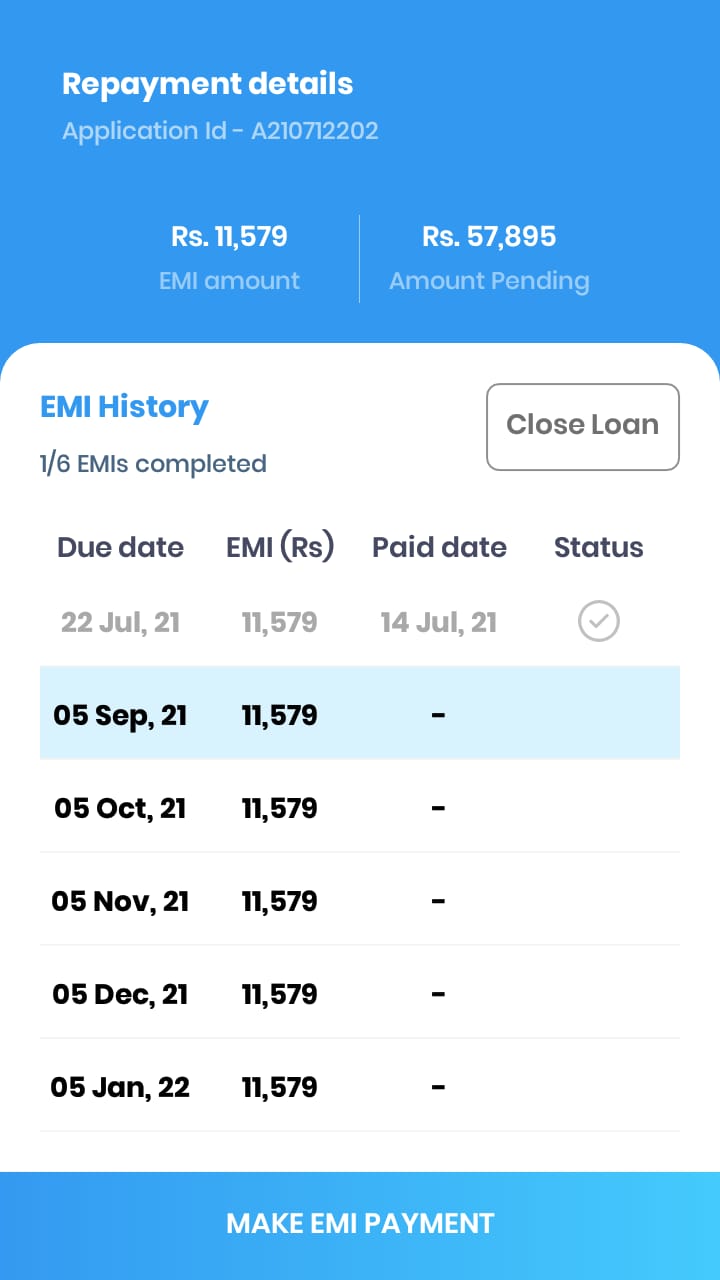 Repayment details
Application Id - A210712202
Rs. 11,579 Rs. 57,895
EMI amount Amount Pending
EMI History
Close Loan
1/6 EMIs completed
Due date EMI (Rs) Paid date Status
22 Jul, 21 11,579 14 Jul, 21
05 Sep, 21 11,579 -
05 Oct, 21 11,579 -
05 Nov, 21 11,579 -
05 Dec, 21 11,579 -
05 Jan, 22 11,579 -
MAKE EMI PAYMENT